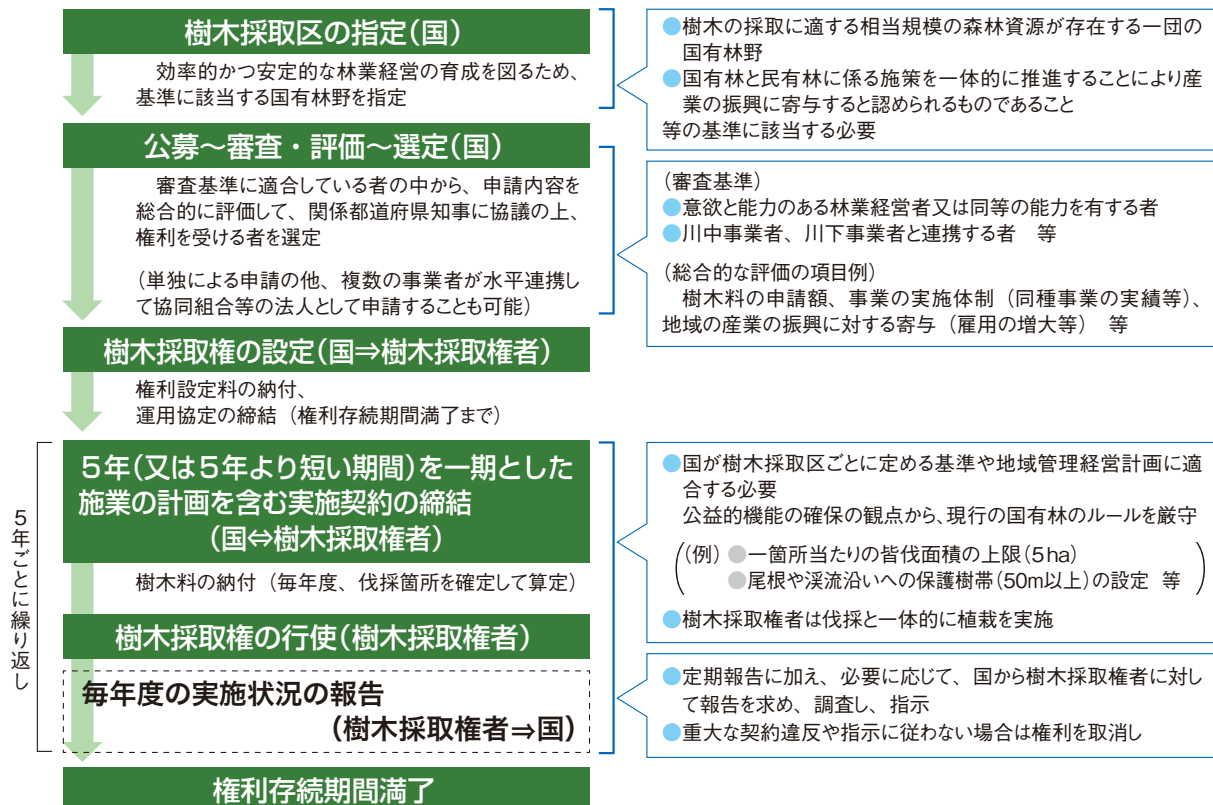 樹木採取区の指定(国)
効率的かつ安定的な林業経営の育成を図るため、
基準に該当する国有林野を指定
●樹木の採取に適する相当規模の森林資源が存在する一団の
国有林野
●国有林と民有林に係る施策を一体的に推進することにより産
業の振興に寄与すると認められるものであること
等の基準に該当する必要
公募～審査・評価～選定(国)
審査基準に適合している者の中から、申請内容を
総合的に評価して、関係都道府県知事に協議の上、
権利を受ける者を選定
(単独による申請の他、複数の事業者が水平連携し
て協同組合等の法人として申請することも可能)
(審査基準)
●意欲と能力のある林業経営者又は同等の能力を有する者
●川中事業者、川下事業者と連携する者 等
(総合的な評価の項目例)
樹木料の申請額、事業の実施体制(同種事業の実績等)、
地域の産業の振興に対する寄与(雇用の増大等) 等
樹木採取権の設定(国⇒樹木採取権者)
権利設定料の納付、
運用協定の締結(権利存続期間満了まで)
5年ごとに繰り返し
5年(又は5年より短い期間)を一期とした
施業の計画を含む実施契約の締結
(国⇔樹木採取権者)
樹木料の納付(毎年度、伐採箇所を確定して算定)
●国が樹木採取区ごとに定める基準や地域管理経営計画に適
合する必要
公益的機能の確保の観点から、現行の国有林のルールを厳守
(例)●一箇所当たりの皆伐面積の上限(5ha)
●尾根や渓流沿いへの保護樹帯(50m以上)の設定 等
●樹木採取権者は伐採と一体的に植栽を実施
樹木採取権の行使(樹木採取権者)
毎年度の実施状況の報告
(樹木採取権者⇒国)
●定期報告に加え、必要に応じて、国から樹木採取権者に対し
て報告を求め、調査し、指示
●重大な契約違反や指示に従わない場合は権利を取消し
権利存続期間満了